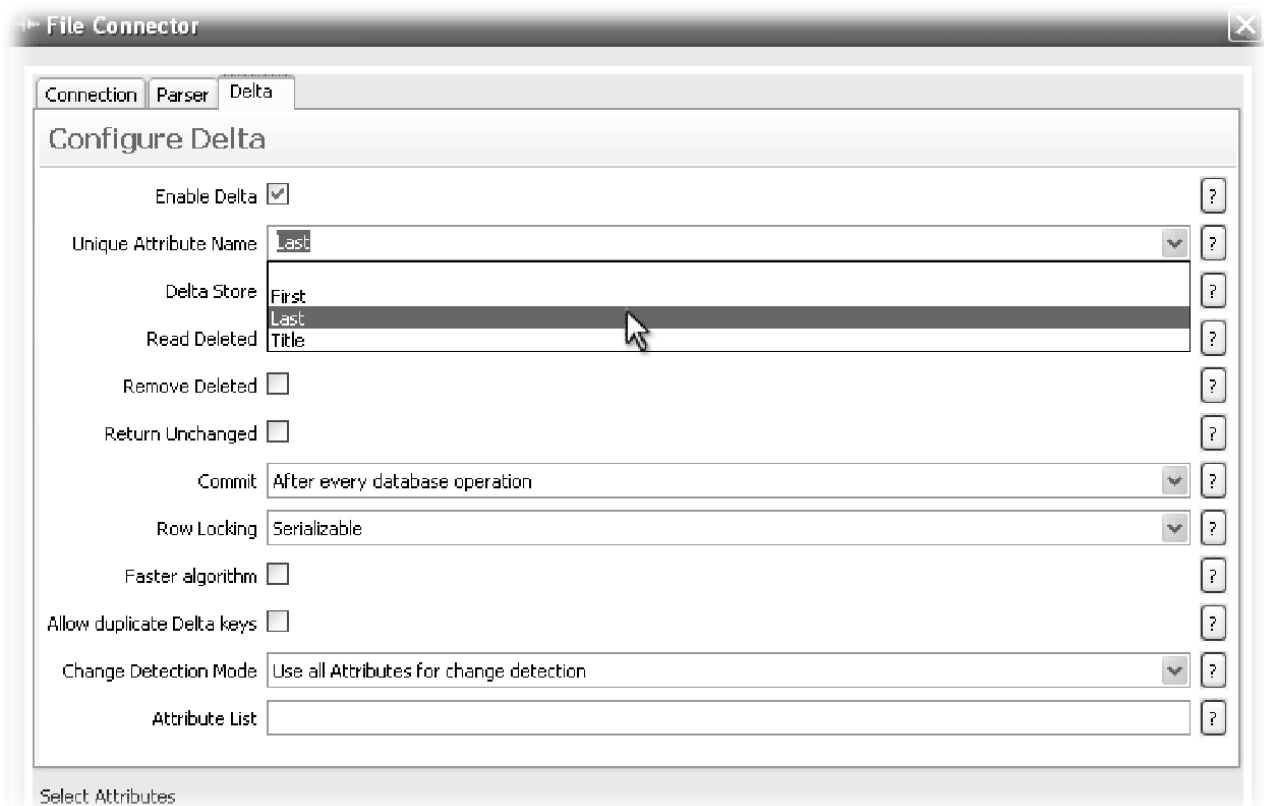 File Connector
Connection Parser Delta
Configure Delta
Enable Delta ?
Unique Attribute Name Last ?
Delta Store ?
First
Last
Read Deleted Title ?
Remove Deleted ?
Return Unchanged ?
Commit After every database operation ?
Row Locking Serializable ?
Faster algorithm ?
Allow duplicate Delta keys ?
Change Detection Mode Use all Attributes for change detection ?
Attribute List ?
Select Attributes